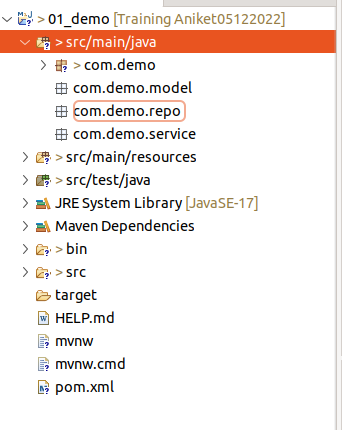 > 01_demo [Training Aniket05122022]
> src/main/java
> com.demo
com.demo.model
com.demo.repo
com.demo.service
src/main/resources
src/test/java
JRE System Library [JavaSE-17]
Maven Dependencies
> bin
> src
target
HELP.md
mvnw
mvnw.cmd
pom.xml